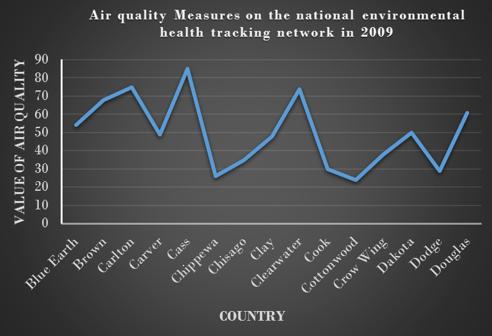 Air quality Measures on the national environmental
health tracking network in 2009
VALUE OF AIR QUALITY
90
80
70
60
50
40
30
20
10
0
Blue Earth
Brown
Carlton
Carver
Cass
Chippewa
Chisago
Clay
Clearwater
Cook
Cottonwood
Crow Wing
Dakota
Dodge
Douglas
COUNTRY